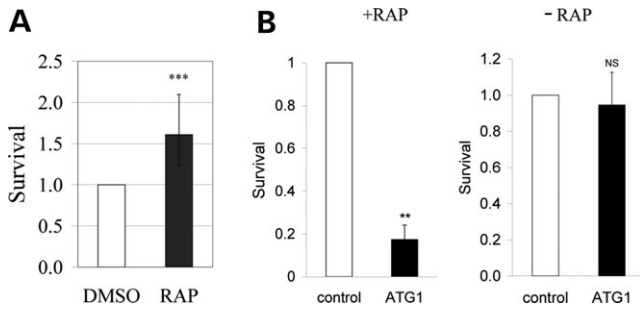 A
Survival
2.5
2.0
1.5
1.0
0.5
0.0
***
DMSO RAP
B
+RAP
Survival
1
0.8
0.6
0.4
0.2
0
**
control ATG1
- RAP
Survival
1.2
1.0
0.8
0.6
0.4
0.2
0.0
NS
control ATG1